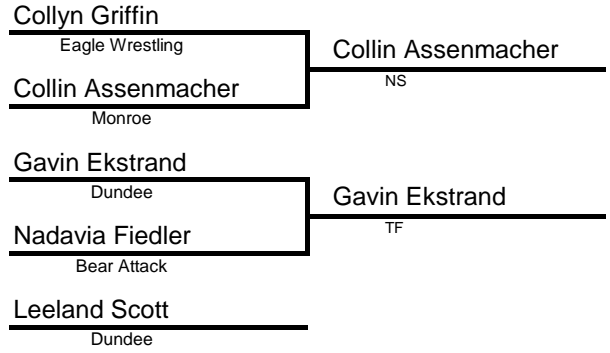 Collyn Griffin
Eagle Wrestling
Collin Assenmacher
NS
Collin Assenmacher
Monroe
Gavin Ekstrand
Dundee
Gavin Ekstrand
TF
Nadavia Fiedler
Bear Attack
Leeland Scott
Dundee